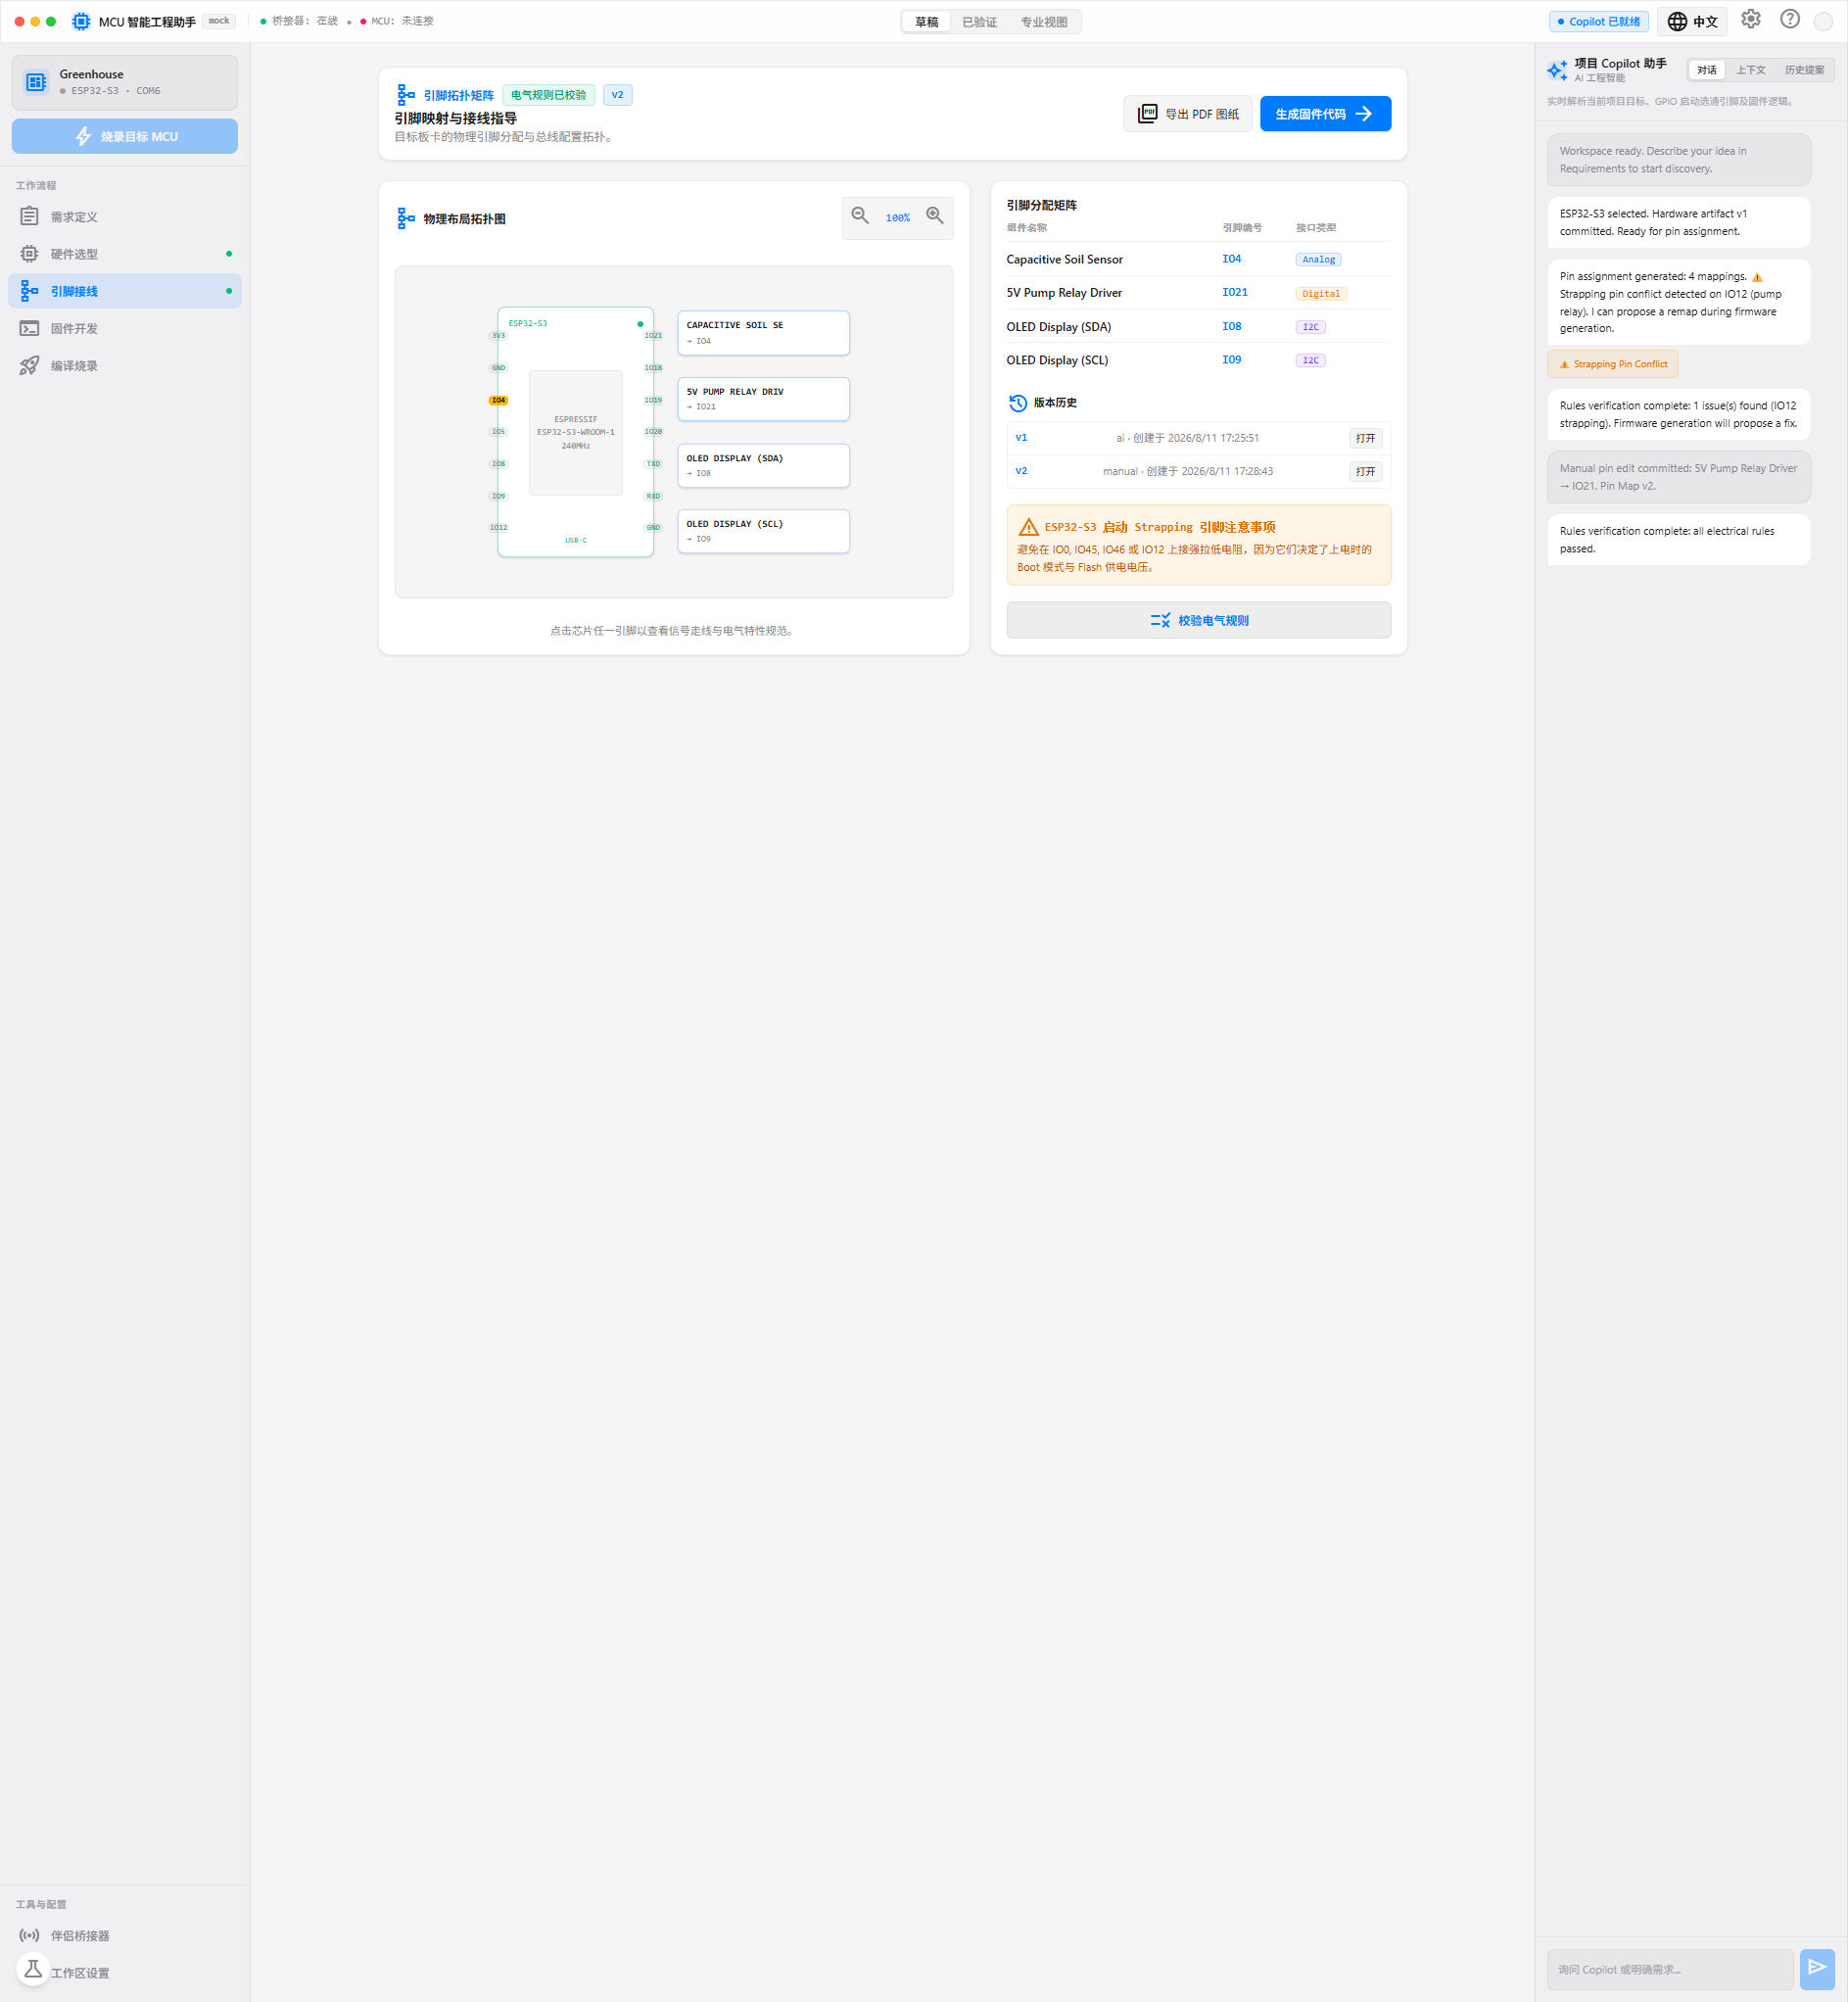 MCU 智能工程助手 mock 桥接器: 在线 MCU: 未连接
草稿 已验证 专业视图
Copilot 已就绪 中文
Greenhouse
ESP32-S3 · COM6
烧录目标 MCU
工作流程
需求定义
硬件选型
引脚接线
固件开发
编译烧录
工具与配置
伴侣桥接器
工作区设置
引脚拓扑矩阵 电气规则已校验 v2
引脚映射与接线指导
目标板卡的物理引脚分配与总线配置拓扑。
PDF 导出 PDF 图纸
生成固件代码
物理布局拓扑图
100%
ESP32-S3
3V3
GND
IO4
IO5
IO8
IO9
IO12
ESPRESSIF
ESP32-S3-WROOM-1
240MHz
USB-C
IO21
IO18
IO19
IO20
TXD
RXD
GND
CAPACITIVE SOIL SE
→ IO4
5V PUMP RELAY DRIV
→ IO21
OLED DISPLAY (SDA)
→ IO8
OLED DISPLAY (SCL)
→ IO9
点击芯片任一引脚以查看信号走线与电气特性规范。
引脚分配矩阵
组件名称 引脚编号 接口类型
Capacitive Soil Sensor IO4 Analog
5V Pump Relay Driver IO21 Digital
OLED Display (SDA) IO8 I2C
OLED Display (SCL) IO9 I2C
版本历史
v1 ai · 创建于 2026/8/11 17:25:51 打开
v2 manual · 创建于 2026/8/11 17:28:43 打开
ESP32-S3 启动 Strapping 引脚注意事项
避免在 IO0, IO45, IO46 或 IO12 上接强拉低电阻，因为它们决定了上电时的
Boot 模式与 Flash 供电电压。
校验电气规则
项目 Copilot 助手
AI 工程智能
对话 上下文 历史提案
实时解析当前项目目标、GPIO 启动选通引脚及固件逻辑。
Workspace ready. Describe your idea in
Requirements to start discovery.
ESP32-S3 selected. Hardware artifact v1
committed. Ready for pin assignment.
Pin assignment generated: 4 mappings. ⚠️
Strapping pin conflict detected on IO12 (pump
relay). I can propose a remap during firmware
generation.
⚠️ Strapping Pin Conflict
Rules verification complete: 1 issue(s) found (IO12
strapping). Firmware generation will propose a fix.
Manual pin edit committed: 5V Pump Relay Driver
→ IO21. Pin Map v2.
Rules verification complete: all electrical rules
passed.
询问 Copilot 或明确需求...